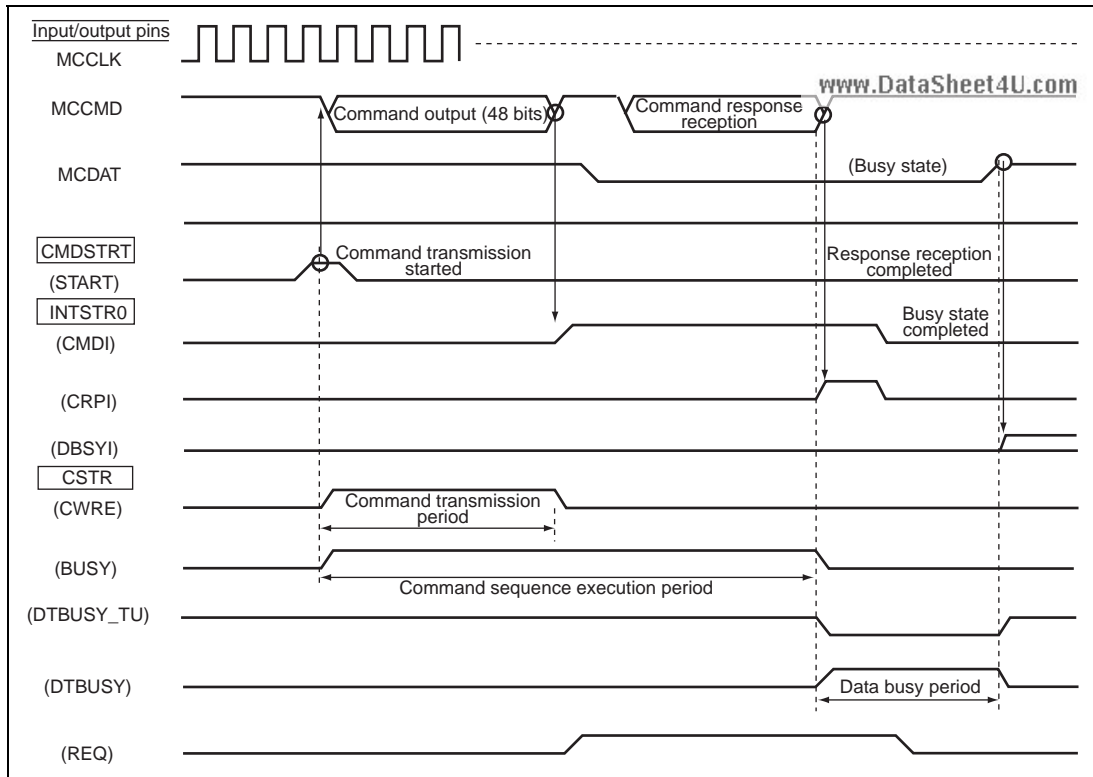 Input/output pins
MCCLK
www.DataSheet4U.com
MCCMD
Command output (48 bits)
Command response
reception
MCDAT
(Busy state)
CMDSTRT
(START)
Command transmission
started
Response reception
completed
INTSTR0
(CMDI)
Busy state
completed
(CRPI)
(DBSYI)
CSTR
(CWRE)
Command transmission
period
(BUSY)
Command sequence execution period
(DTBUSY_TU)
(DTBUSY)
Data busy period
(REQ)